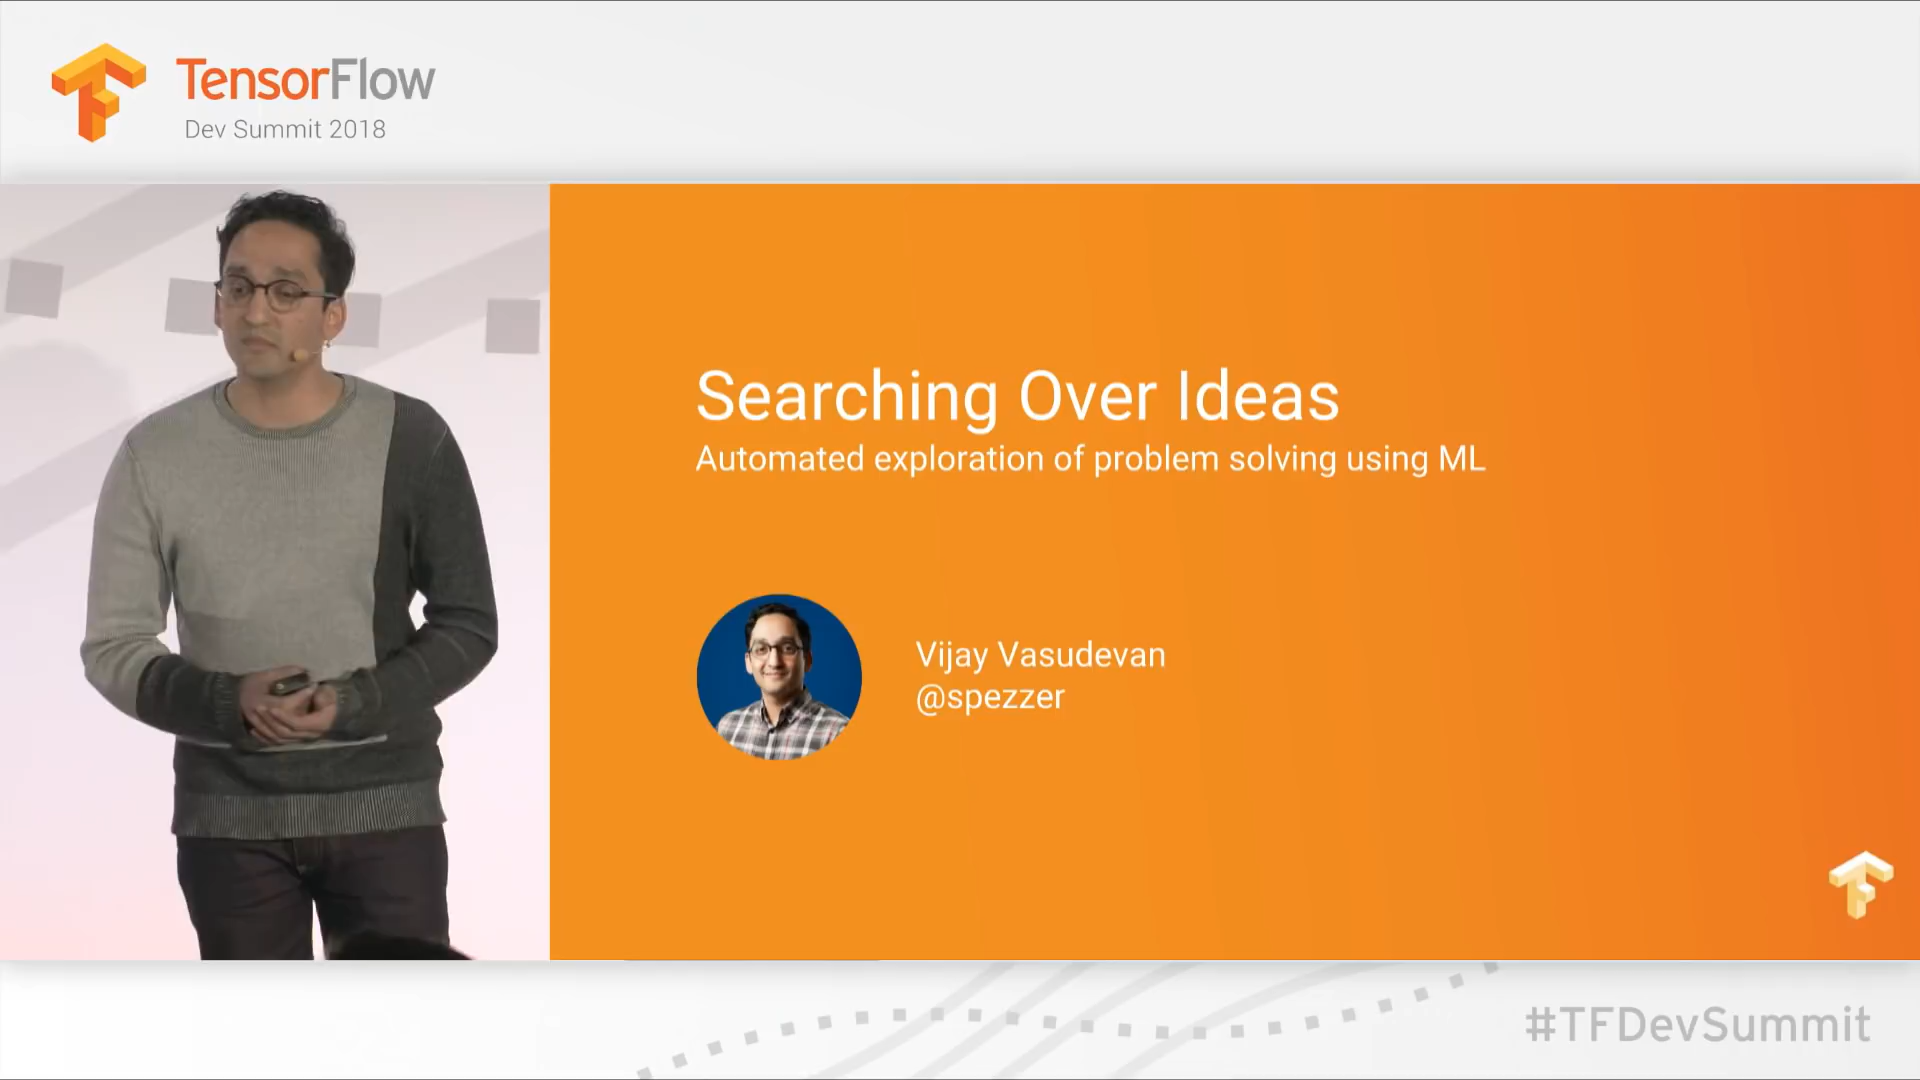 TensorFlow
Dev Summit 2018
Searching Over Ideas
Automated exploration of problem solving using ML
Vijay Vasudevan
@spezzer
#TFDevSummit